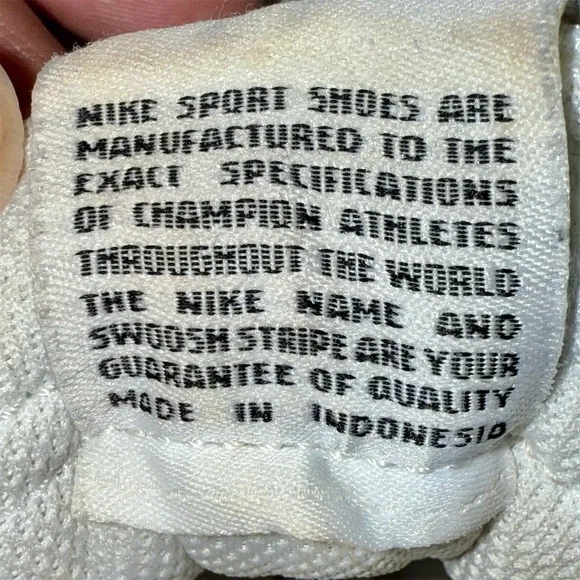 NIKE SPORT SHOES ARE
MANUFACTURED TO THE
EXACT SPECIFICATIONS
OF CHAMPION ATHLETES
THROUGHOUT THE WORLD
THE NIKE NAME AND
SWOOSH STRIPE ARE YOUR
GUARANTEE OF QUALITY
MADE IN INDONESIA